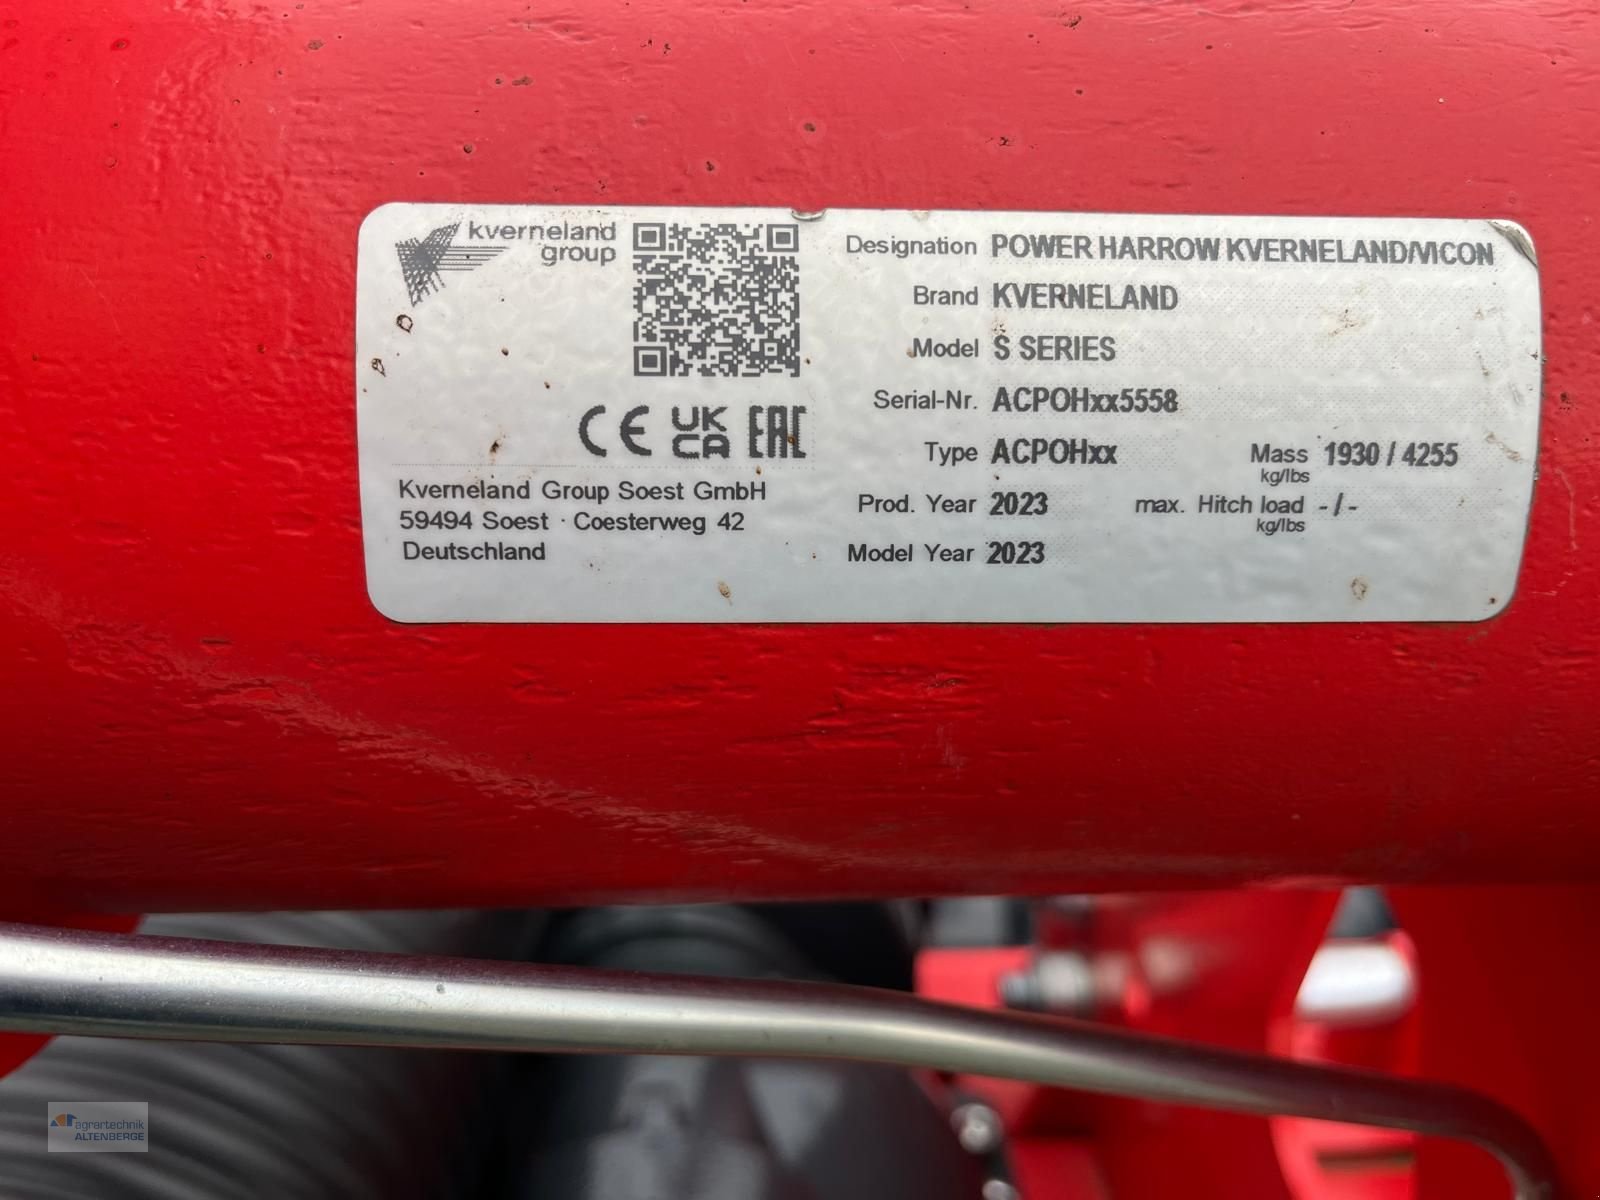 kverneland
group
CE UK CA EAC
Kverneland Group Soest GmbH
59494 Soest · Coesterweg 42
Deutschland
Designation POWER HARROW KVERNELAND/VICON
Brand KVERNELAND
Model S SERIES
Serial-Nr. ACPOHxx5558
Type ACPOHxx Mass 1930 / 4255
kg/lbs
Prod. Year 2023 max. Hitch load - / -
kg/lbs
Model Year 2023
agrartechnik
ALTENBERGE